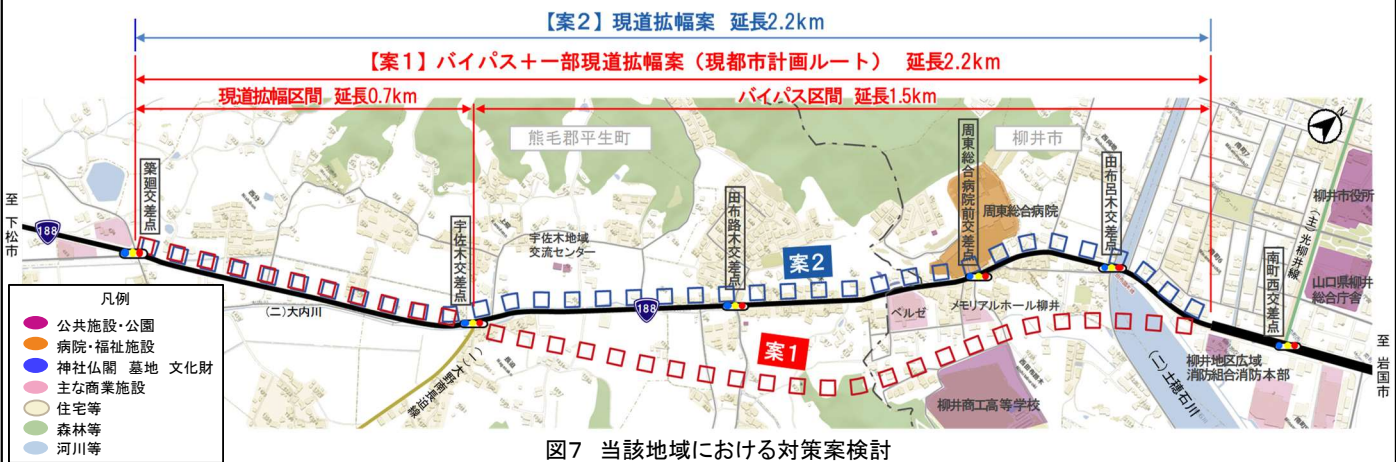 【案2】現道拡幅案 延長2.2km
【案1】バイパス＋一部現道拡幅案（現都市計画ルート） 延長2.2km
現道拡幅区間 延長0.7km
バイパス区間 延長1.5km
熊毛郡平生町
柳井市
N
築廻交差点
宇佐木交差点
宇佐木地域
交流センター
田布路木交差点
周東総合病院前交差点
周東総合病院
田布呂木交差点
南町西交差点
柳井市役所
(主)光柳井線
山口県柳井
総合庁舎
至 下松市
188
案2
188
(二)大内川
ベルゼ
メモリアルホール柳井
案1
(一)大野南長迫線
柳井商工高等学校
(二)土穂石川
柳井地区広域
消防組合消防本部
至 岩国市
凡例
公共施設・公園
病院・福祉施設
神社仏閣 墓地 文化財
主な商業施設
住宅等
森林等
河川等
図7 当該地域における対策案検討